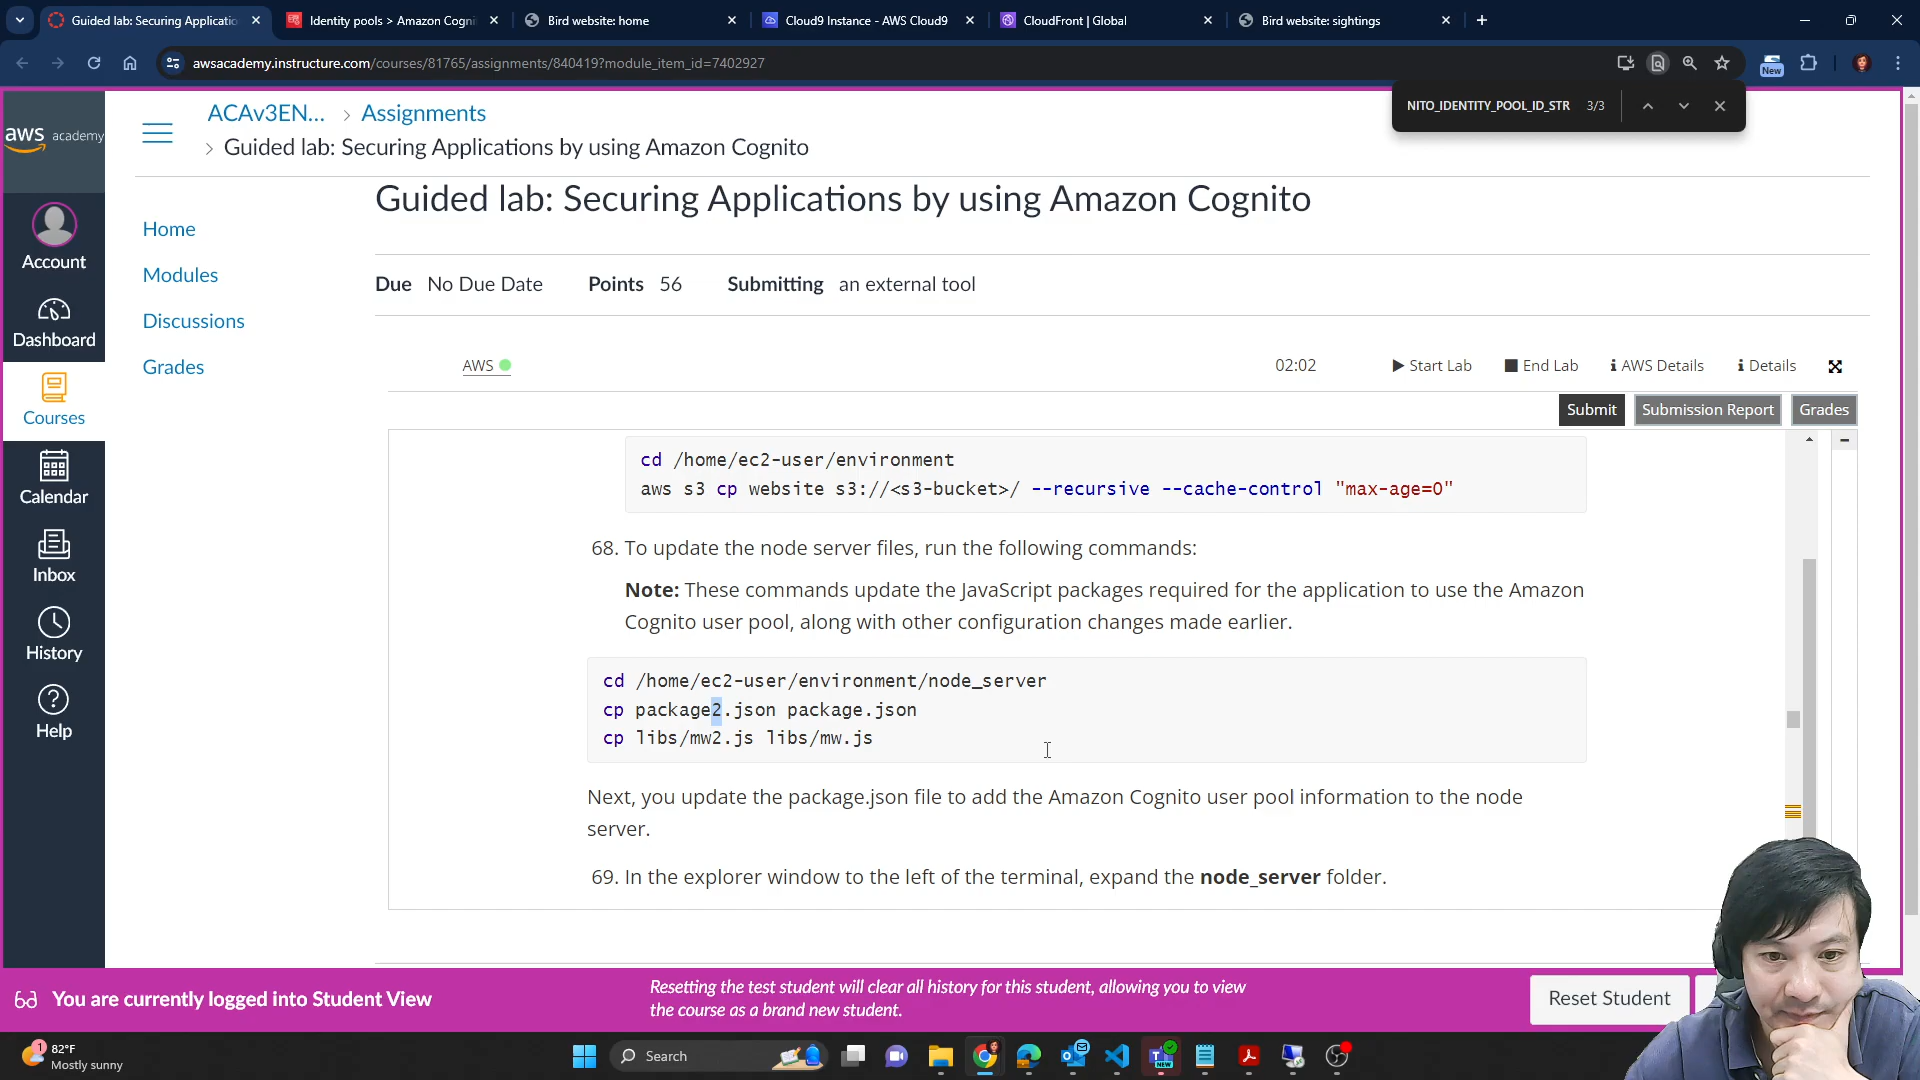 Guided lab: Securing Applicatio
Identity pools > Amazon Cogni
Bird website: home
Cloud9 Instance - AWS Cloud9
CloudFront | Global
Bird website: sightings
awsacademy.instructure.com/courses/81765/assignments/840419?module_item_id=7402927
New
NITO_IDENTITY_POOL_ID_STR 3/3
aws academy
ACAv3EN... > Assignments
> Guided lab: Securing Applications by using Amazon Cognito
Account
Dashboard
Courses
Calendar
Inbox
History
Help
Home
Modules
Discussions
Grades
Guided lab: Securing Applications by using Amazon Cognito
Due No Due Date Points 56 Submitting an external tool
AWS 02:02 Start Lab End Lab AWS Details Details
Submit Submission Report Grades
cd /home/ec2-user/environment
aws s3 cp website s3://<s3-bucket>/ --recursive --cache-control "max-age=0"
68. To update the node server files, run the following commands:
Note: These commands update the JavaScript packages required for the application to use the Amazon
Cognito user pool, along with other configuration changes made earlier.
cd /home/ec2-user/environment/node_server
cp package2.json package.json
cp libs/mw2.js libs/mw.js
Next, you update the package.json file to add the Amazon Cognito user pool information to the node
server.
69. In the explorer window to the left of the terminal, expand the node_server folder.
You are currently logged into Student View
Resetting the test student will clear all history for this student, allowing you to view
the course as a brand new student.
Reset Student
1
82°F
Mostly sunny
Search
NEW